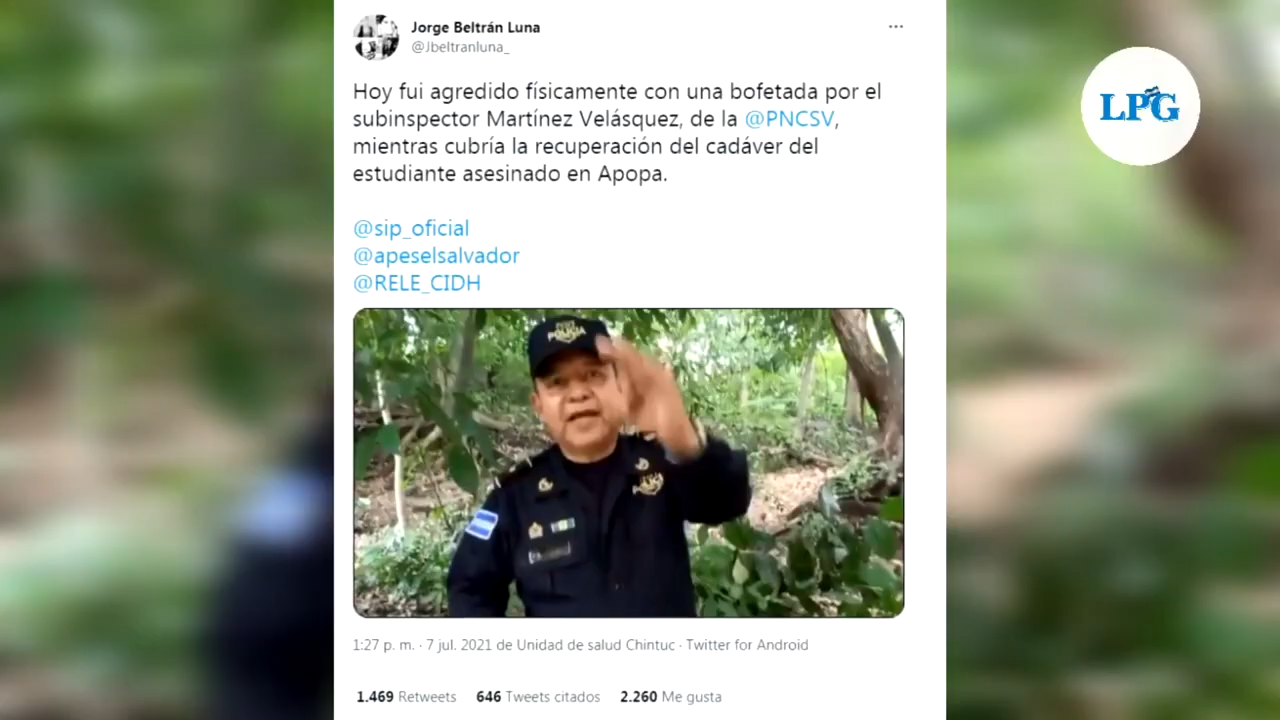 Jorge Beltrán Luna
@Jbeltranluna_
Hoy fui agredido físicamente con una bofetada por el
subinspector Martínez Velásquez, de la @PNCSV,
mientras cubría la recuperación del cadáver del
estudiante asesinado en Apopa.
@sip_oficial
@apeselsalvador
@RELE_CIDH
POLICIA
POLICIA
1:27 p. m. · 7 jul. 2021 de Unidad de salud Chintuc · Twitter for Android
1.469 Retweets 646 Tweets citados 2.260 Me gusta
LPG